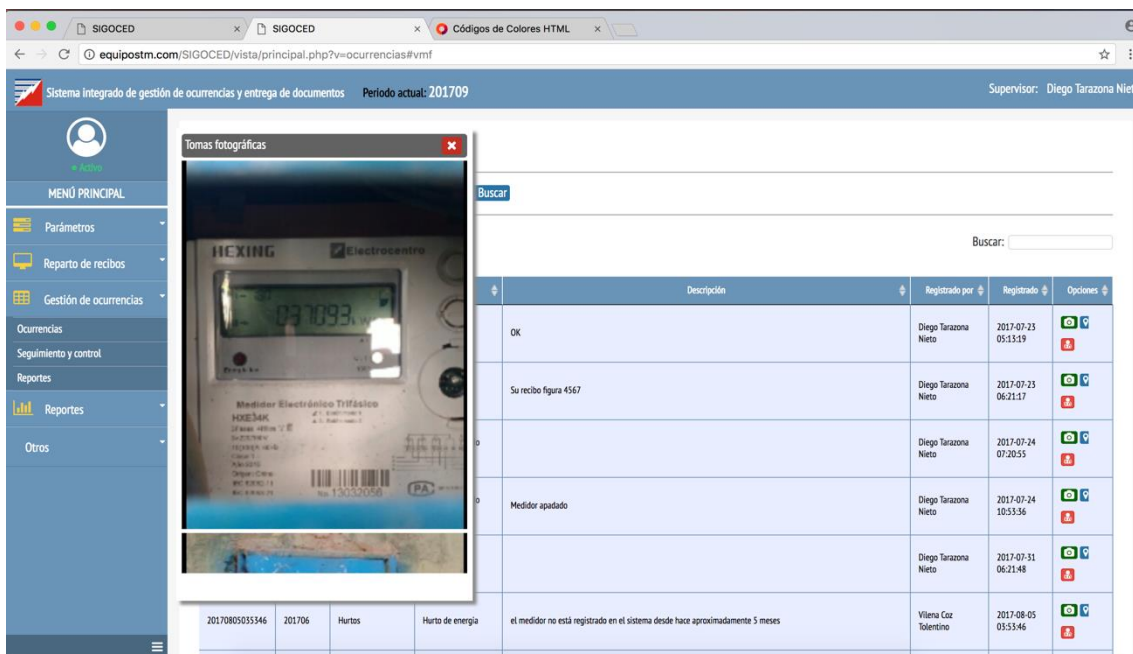 SIGOCED
SIGOCED
Códigos de Colores HTML
equipostm.com/SIGOCED/vista/principal.php?v=ocurrencias#vmf
Sistema integrado de gestión de ocurrencias y entrega de documentos Periodo actual: 201709
Supervisor: Diego Tarazona Niet
Activo
MENÚ PRINCIPAL
Parámetros
Reparto de recibos
Gestión de ocurrencias
Ocurrencias
Seguimiento y control
Reportes
Reportes
Otros
Tomas fotográficas
HEXING Electrocentro
037093
Medidor Electrónico Trifásico
HXE34K
13032056
PA
Buscar
Buscar:
Descripción Registrado por Registrado Opciones
OK Diego Tarazona Nieto 2017-07-23 05:13:19
Su recibo figura 4567 Diego Tarazona Nieto 2017-07-23 06:21:17
o Diego Tarazona Nieto 2017-07-24 07:20:55
o Medidor apadado Diego Tarazona Nieto 2017-07-24 10:53:36
Diego Tarazona Nieto 2017-07-31 06:21:48
20170805035346 201706 Hurtos Hurto de energía el medidor no está registrado en el sistema desde hace aproximadamente 5 meses Vilena Coz Tolentino 2017-08-05 03:53:46